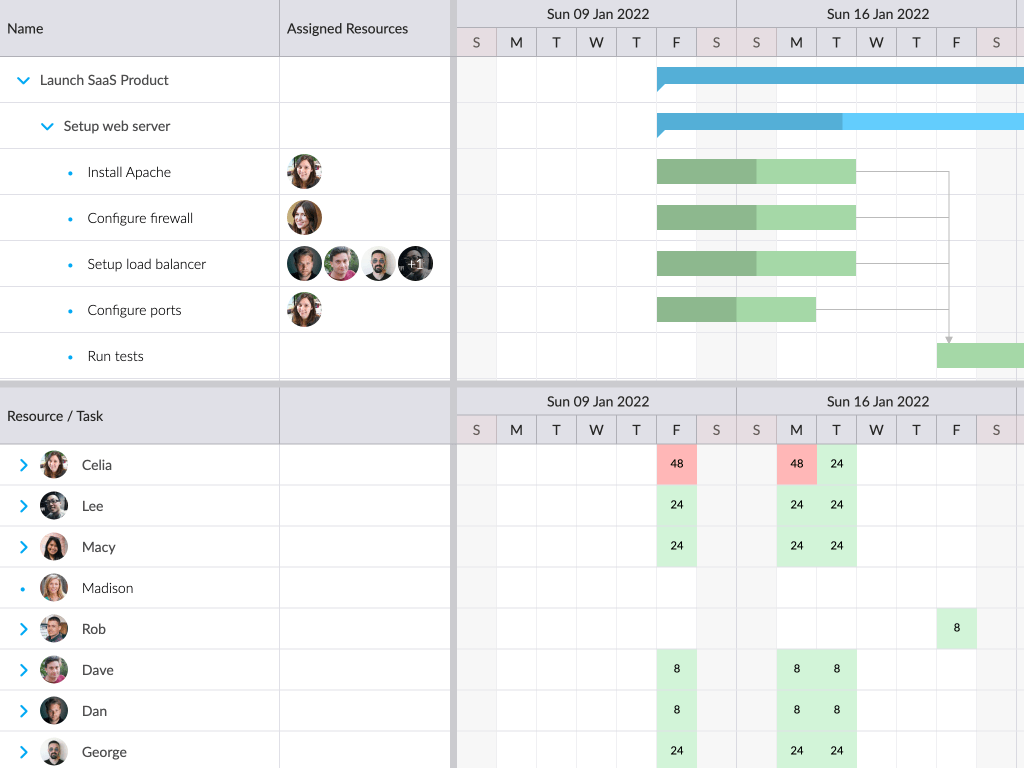 Name Assigned Resources Sun 09 Jan 2022 Sun 16 Jan 2022
S M T W T F S S M T W T F S
Launch SaaS Product
Setup web server
Install Apache
Configure firewall
Setup load balancer +1
Configure ports
Run tests
Resource / Task Sun 09 Jan 2022 Sun 16 Jan 2022
S M T W T F S S M T W T F S
Celia 48 48 24
Lee 24 24 24
Macy 24 24 24
Madison
Rob 8
Dave 8 8 8
Dan 8 8 8
George 24 24 24